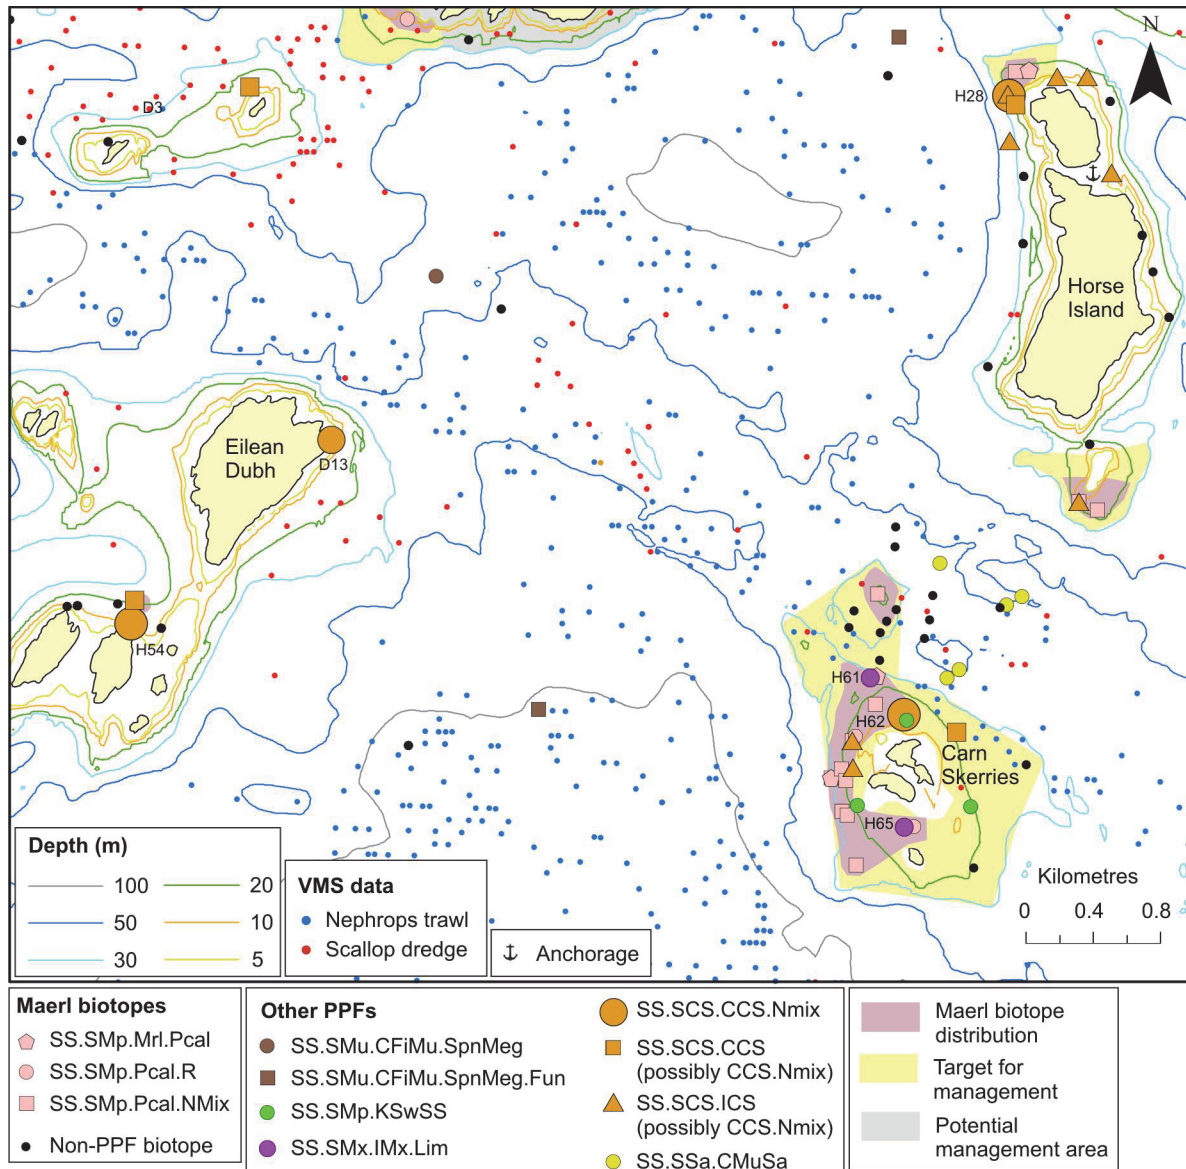 N
D3
H28
Horse
Island
Eilean
Dubh
D13
H54
H61
H62
Carn
Skerries
H65
Kilometres
0 0.4 0.8
Depth (m)
100 20
50 10
30 5
VMS data
Nephrops trawl
Scallop dredge
Anchorage
Maerl biotopes
SS.SMp.Mrl.Pcal
SS.SMp.Pcal.R
SS.SMp.Pcal.NMix
Non-PPF biotope
Other PPFs
SS.SMu.CFiMu.SpnMeg
SS.SMu.CFiMu.SpnMeg.Fun
SS.SMp.KSwSS
SS.SMx.IMx.Lim
SS.SCS.CCS.Nmix
SS.SCS.CCS
(possibly CCS.Nmix)
SS.SCS.ICS
(possibly CCS.Nmix)
SS.SSa.CMuSa
Maerl biotope
distribution
Target for
management
Potential
management area